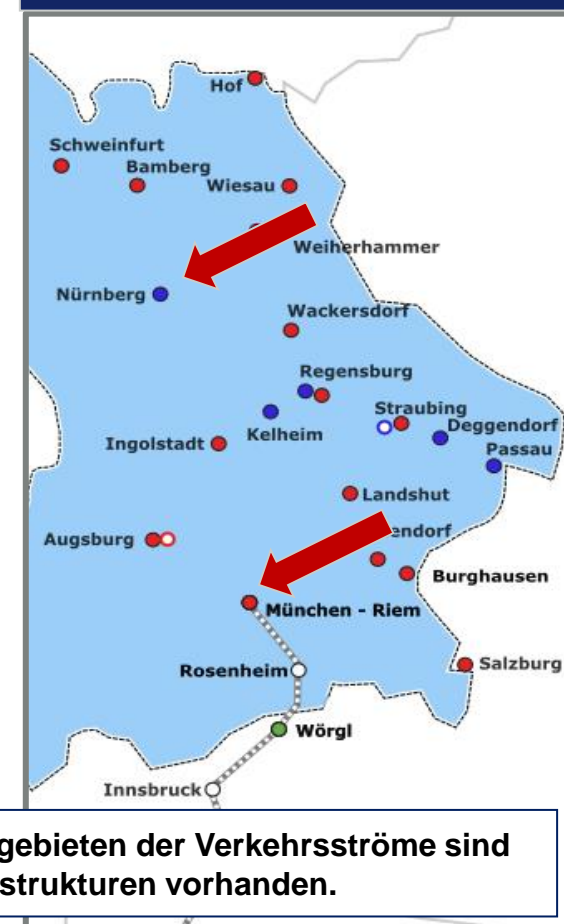 Hof
Schweinfurt
Bamberg
Wiesau
Weiherhammer
Nürnberg
Wackersdorf
Regensburg
Straubing
Kelheim
Deggendorf
Ingolstadt
Passau
Landshut
Augsburg
endorf
Burghausen
München - Riem
Rosenheim
Salzburg
Wörgl
Innsbruck
gebieten der Verkehrsströme sind
strukturen vorhanden.